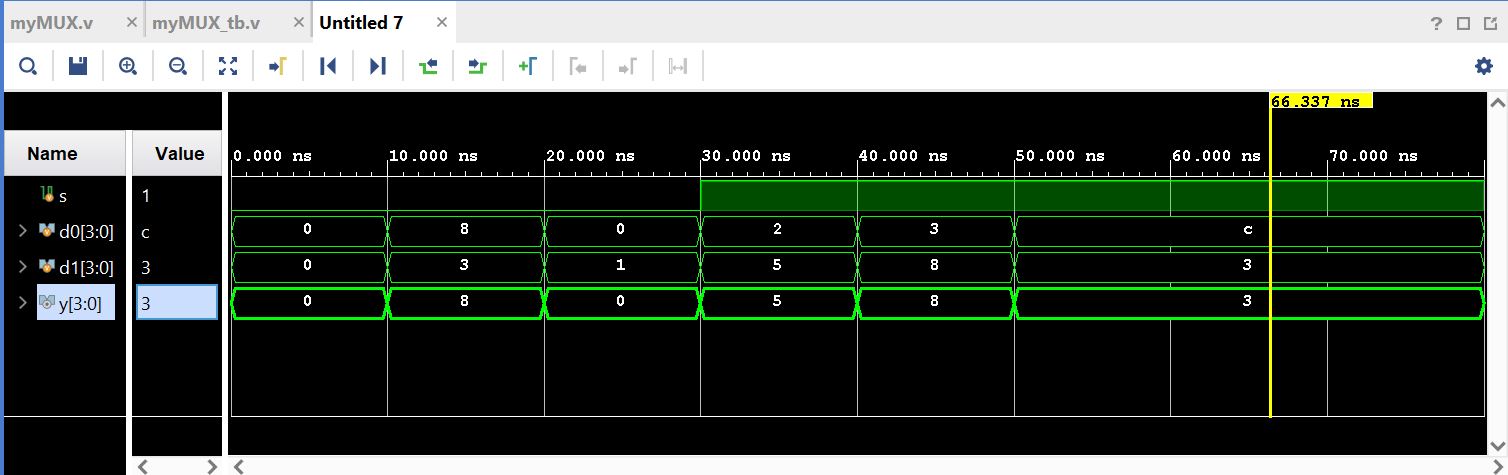 myMUX.v × myMUX_tb.v × Untitled 7 × ?
66.337 ns
Name Value 0.000 ns 10.000 ns 20.000 ns 30.000 ns 40.000 ns 50.000 ns 60.000 ns 70.000 ns
s 1
d0[3:0] c 0 8 0 2 3 c
d1[3:0] 3 0 3 1 5 8 3
y[3:0] 3 0 8 0 5 8 3